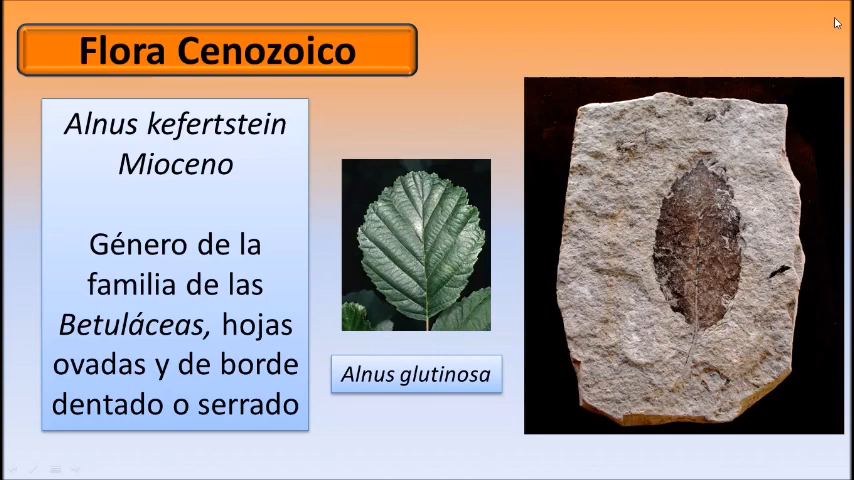 Flora Cenozoico
Alnus kefertstein
Mioceno
Género de la
familia de las
Betuláceas, hojas
ovadas y de borde
dentado o serrado
Alnus glutinosa